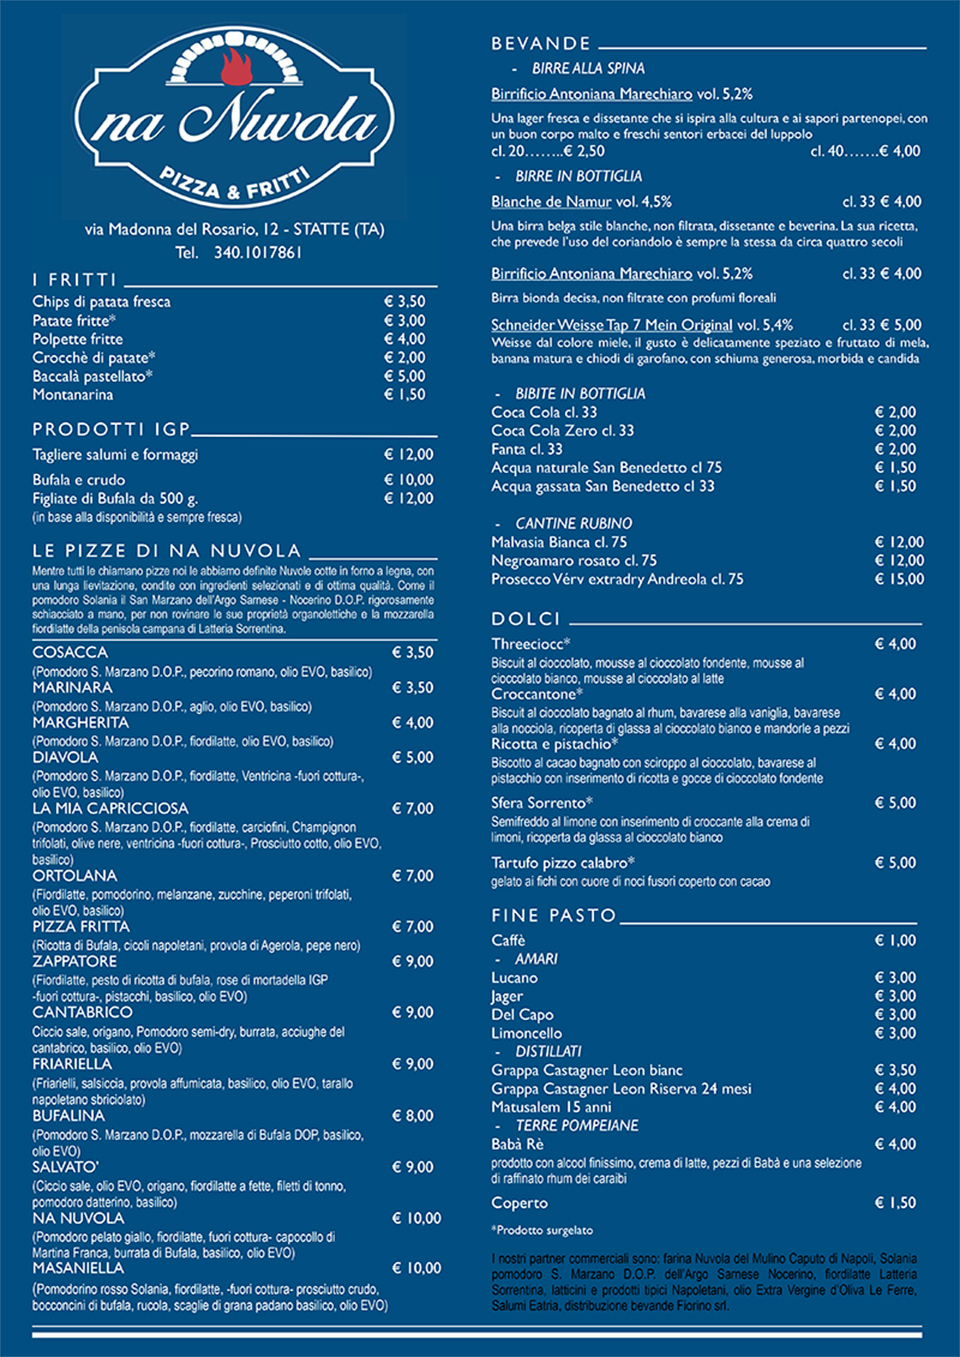 na Nuvola
PIZZA & FRITTI
via Madonna del Rosario, 12 - STATTE (TA)
Tel. 340.1017861
I FRITTI
Chips di patata fresca € 3,50
Patate fritte* € 3,00
Polpette fritte € 4,00
Crocchè di patate* € 2,00
Baccalà pastellato* € 5,00
Montanarina € 1,50
PRODOTTI IGP
Tagliere salumi e formaggi € 12,00
Bufala e crudo € 10,00
Figliate di Bufala da 500 g. € 12,00
(in base alla disponibilità e sempre fresca)
LE PIZZE DI NA NUVOLA
Mentre tutti le chiamano pizze noi le abbiamo definite Nuvole cotte in forno a legna, con
una lunga lievitazione, condite con ingredienti selezionati e di ottima qualità. Come il
pomodoro Solania il San Marzano dell'Argo Sarnese - Nocerino D.O.P. rigorosamente
schiacciato a mano, per non rovinare le sue proprietà organolettiche e la mozzarella
fiordilatte della penisola campana di Latteria Sorrentina.
COSACCA € 3,50
(Pomodoro S. Marzano D.O.P., pecorino romano, olio EVO, basilico)
MARINARA € 3,50
(Pomodoro S. Marzano D.O.P., aglio, olio EVO, basilico)
MARGHERITA € 4,00
(Pomodoro S. Marzano D.O.P., fiordilatte, olio EVO, basilico)
DIAVOLA € 5,00
(Pomodoro S. Marzano D.O.P., fiordilatte, Ventricina -fuori cottura-,
olio EVO, basilico)
LA MIA CAPRICCIOSA € 7,00
(Pomodoro S. Marzano D.O.P., fiordilatte, carciofini, Champignon
trifolati, olive nere, ventricina -fuori cottura-, Prosciutto cotto, olio EVO,
basilico)
ORTOLANA € 7,00
(Fiordilatte, pomodorino, melanzane, zucchine, peperoni trifolati,
olio EVO, basilico)
PIZZA FRITTA € 7,00
(Ricotta di Bufala, cicoli napoletani, provola di Agerola, pepe nero)
ZAPPATORE € 9,00
(Fiordilatte, pesto di ricotta di bufala, rose di mortadella IGP
-fuori cottura-, pistacchi, basilico, olio EVO)
CANTABRICO € 9,00
Ciccio sale, origano, Pomodoro semi-dry, burrata, acciughe del
cantabrico, basilico, olio EVO)
FRIARIELLA € 9,00
(Friarielli, salsiccia, provola affumicata, basilico, olio EVO, tarallo
napoletano sbriciolato)
BUFALINA € 8,00
(Pomodoro S. Marzano D.O.P., mozzarella di Bufala DOP, basilico,
olio EVO)
SALVATO' € 9,00
(Ciccio sale, olio EVO, origano, fiordilatte a fette, filetti di tonno,
pomodoro datterino, basilico)
NA NUVOLA € 10,00
(Pomodoro pelato giallo, fiordilatte, fuori cottura- capocollo di
Martina Franca, burrata di Bufala, basilico, olio EVO)
MASANIELLA € 10,00
(Pomodorino rosso Solania, fiordilatte, -fuori cottura- prosciutto crudo,
bocconcini di bufala, rucola, scaglie di grana padano basilico, olio EVO)
BEVANDE
- BIRRE ALLA SPINA
Birrificio Antoniana Marechiaro vol. 5,2%
Una lager fresca e dissetante che si ispira alla cultura e ai sapori partenopei, con
un buon corpo malto e freschi sentori erbacei del luppolo
cl. 20........€ 2,50 cl. 40.......€ 4,00
- BIRRE IN BOTTIGLIA
Blanche de Namur vol. 4,5% cl. 33 € 4,00
Una birra belga stile blanche, non filtrata, dissetante e beverina. La sua ricetta,
che prevede l'uso del coriandolo è sempre la stessa da circa quattro secoli
Birrificio Antoniana Marechiaro vol. 5,2% cl. 33 € 4,00
Birra bionda decisa, non filtrate con profumi floreali
Schneider Weisse Tap 7 Mein Original vol. 5,4% cl. 33 € 5,00
Weisse dal colore miele, il gusto è delicatamente speziato e fruttato di mela,
banana matura e chiodi di garofano, con schiuma generosa, morbida e candida
- BIBITE IN BOTTIGLIA
Coca Cola cl. 33 € 2,00
Coca Cola Zero cl. 33 € 2,00
Fanta cl. 33 € 2,00
Acqua naturale San Benedetto cl 75 € 1,50
Acqua gassata San Benedetto cl 33 € 1,50
- CANTINE RUBINO
Malvasia Bianca cl. 75 € 12,00
Negroamaro rosato cl. 75 € 12,00
Prosecco Vérv extradry Andreola cl. 75 € 15,00
DOLCI
Threeciocc* € 4,00
Biscuit al cioccolato, mousse al cioccolato fondente, mousse al
cioccolato bianco, mousse al cioccolato al latte
Croccantone* € 4,00
Biscuit al cioccolato bagnato al rhum, bavarese alla vaniglia, bavarese
alla nocciola, ricoperta di glassa al cioccolato bianco e mandorle a pezzi
Ricotta e pistachio* € 4,00
Biscotto al cacao bagnato con sciroppo al cioccolato, bavarese al
pistacchio con inserimento di ricotta e gocce di cioccolato fondente
Sfera Sorrento* € 5,00
Semifreddo al limone con inserimento di croccante alla crema di
limoni, ricoperta da glassa al cioccolato bianco
Tartufo pizzo calabro* € 5,00
gelato ai fichi con cuore di noci fusori coperto con cacao
FINE PASTO
Caffè € 1,00
- AMARI
Lucano € 3,00
Jager € 3,00
Del Capo € 3,00
Limoncello € 3,00
- DISTILLATI
Grappa Castagner Leon bianc € 3,50
Grappa Castagner Leon Riserva 24 mesi € 4,00
Matusalem 15 anni € 4,00
- TERRE POMPEIANE
Babà Rè € 4,00
prodotto con alcool finissimo, crema di latte, pezzi di Babà e una selezione
di raffinato rhum dei caraibi
Coperto € 1,50
*Prodotto surgelato
I nostri partner commerciali sono: farina Nuvola del Mulino Caputo di Napoli, Solania
pomodoro S. Marzano D.O.P. dell'Argo Sarnese Nocerino, fiordilatte Latteria
Sorrentina, latticini e prodotti tipici Napoletani, olio Extra Vergine d'Oliva Le Ferre,
Salumi Eatria, distribuzione bevande Fiorino srl.